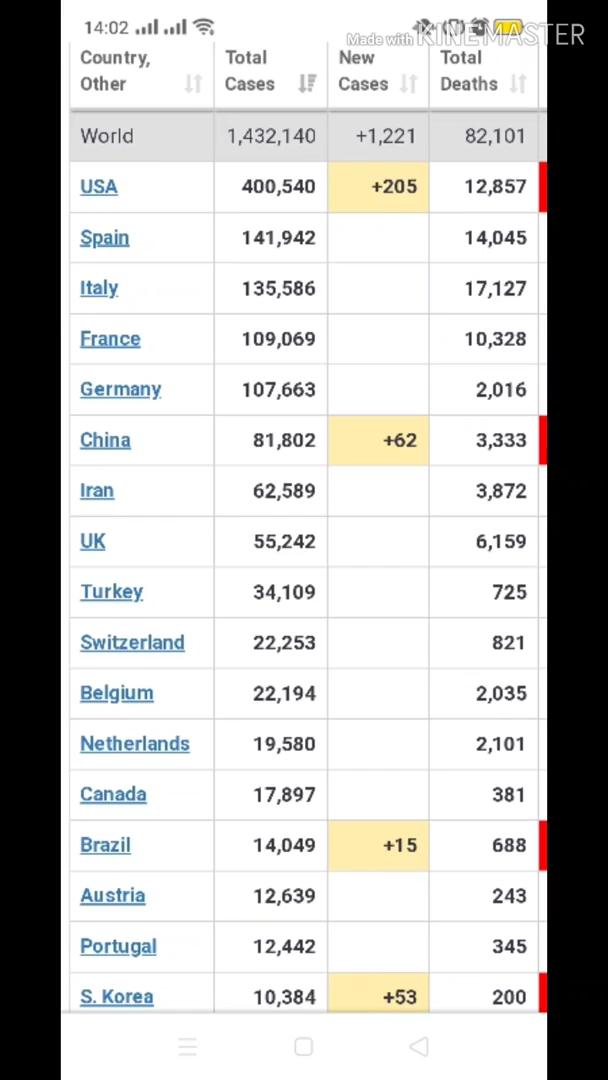 14:02
Made with KINEMASTER
Country, Other Total Cases New Cases Total Deaths
World 1,432,140 +1,221 82,101
USA 400,540 +205 12,857
Spain 141,942 14,045
Italy 135,586 17,127
France 109,069 10,328
Germany 107,663 2,016
China 81,802 +62 3,333
Iran 62,589 3,872
UK 55,242 6,159
Turkey 34,109 725
Switzerland 22,253 821
Belgium 22,194 2,035
Netherlands 19,580 2,101
Canada 17,897 381
Brazil 14,049 +15 688
Austria 12,639 243
Portugal 12,442 345
S. Korea 10,384 +53 200